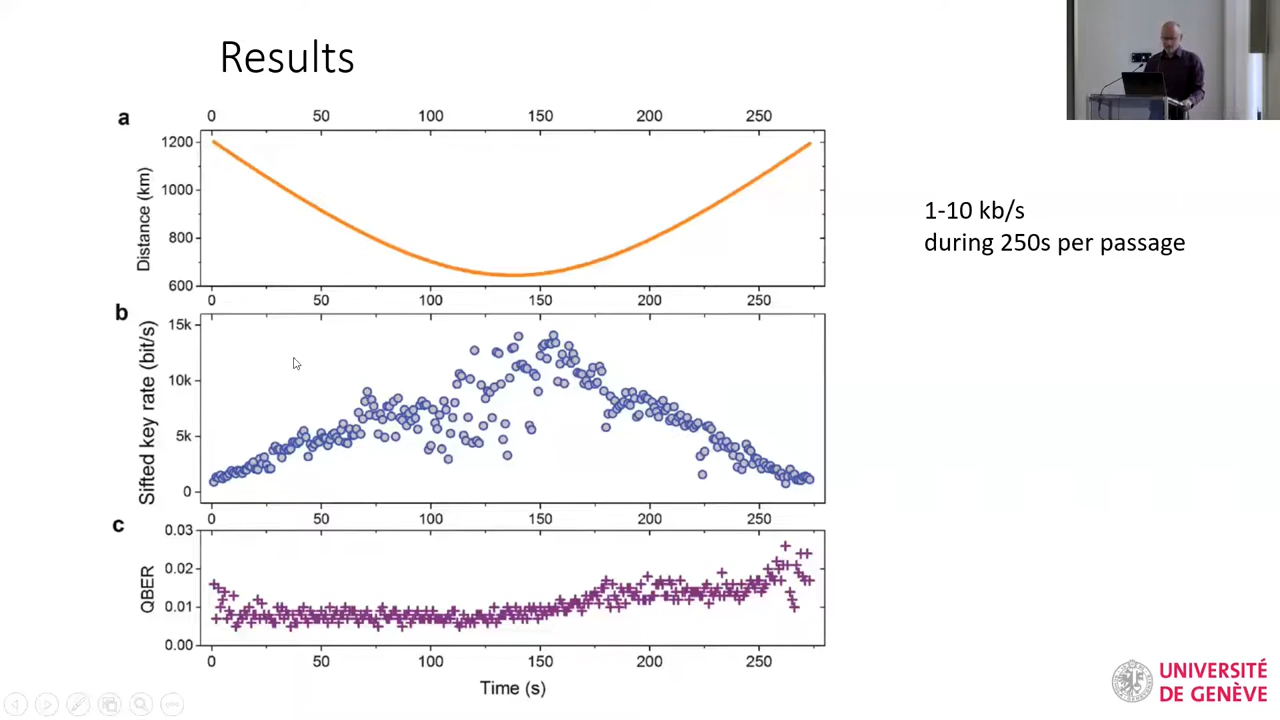 Results
a
0 50 100 150 200 250
1200
1000
800
600
Distance (km)
0 50 100 150 200 250
1-10 kb/s
during 250s per passage
b
15k
10k
5k
0
Sifted key rate (bit/s)
0 50 100 150 200 250
c
0.03
0.02
0.01
0.00
QBER
0 50 100 150 200 250
Time (s)
UNIVERSITÉ
DE GENÈVE